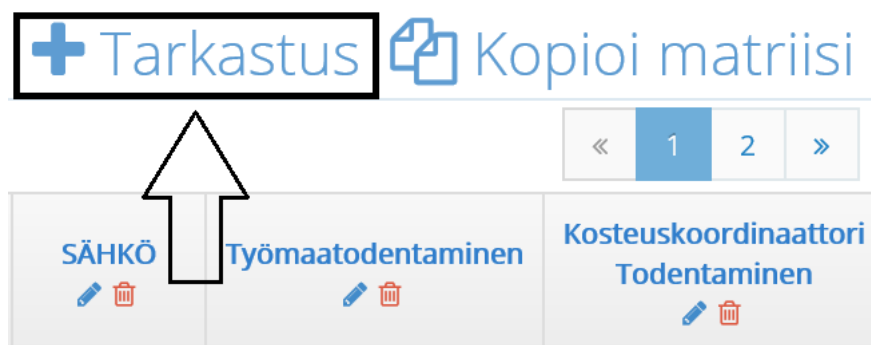 Tarkastus Kopioi matriisi
« 1 2 »
SÄHKÖ Työmaatodentaminen Kosteuskoordinaattori
Todentaminen